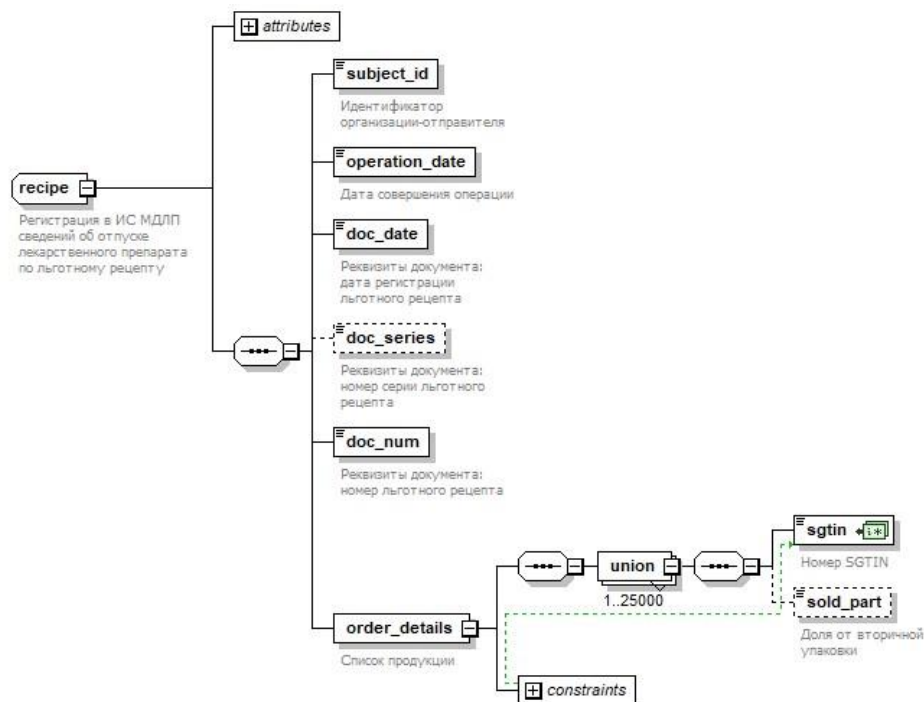 attributes
subject_id
Идентификатор
организации-отправителя
operation_date
Дата совершения операции
recipe
Регистрация в ИС МДЛП
сведений об отпуске
лекарственного препарата
по льготному рецепту
doc_date
Реквизиты документа:
дата регистрации
льготного рецепта
doc_series
Реквизиты документа:
номер серии льготного
рецепта
doc_num
Реквизиты документа:
номер льготного рецепта
sgtin
Номер SGTIN
union
1..25000
sold_part
Доля от вторичной
упаковки
order_details
Список продукции
constraints